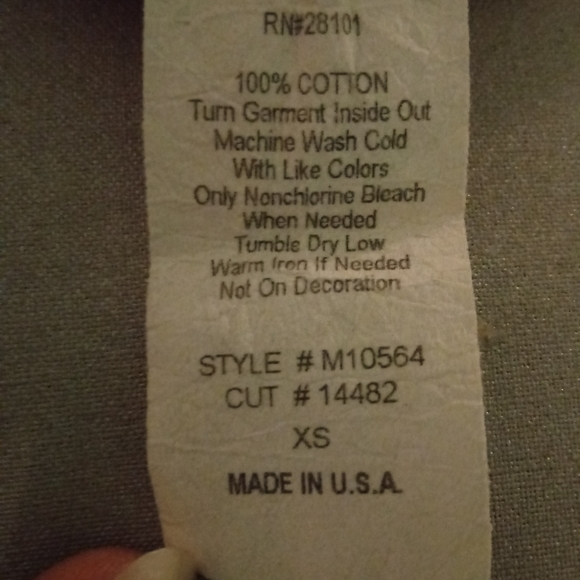 RN#28101
100% COTTON
Turn Garment Inside Out
Machine Wash Cold
With Like Colors
Only Nonchlorine Bleach
When Needed
Tumble Dry Low
Warm Iron If Needed
Not On Decoration
STYLE # M10564
CUT # 14482
XS
MADE IN U.S.A.